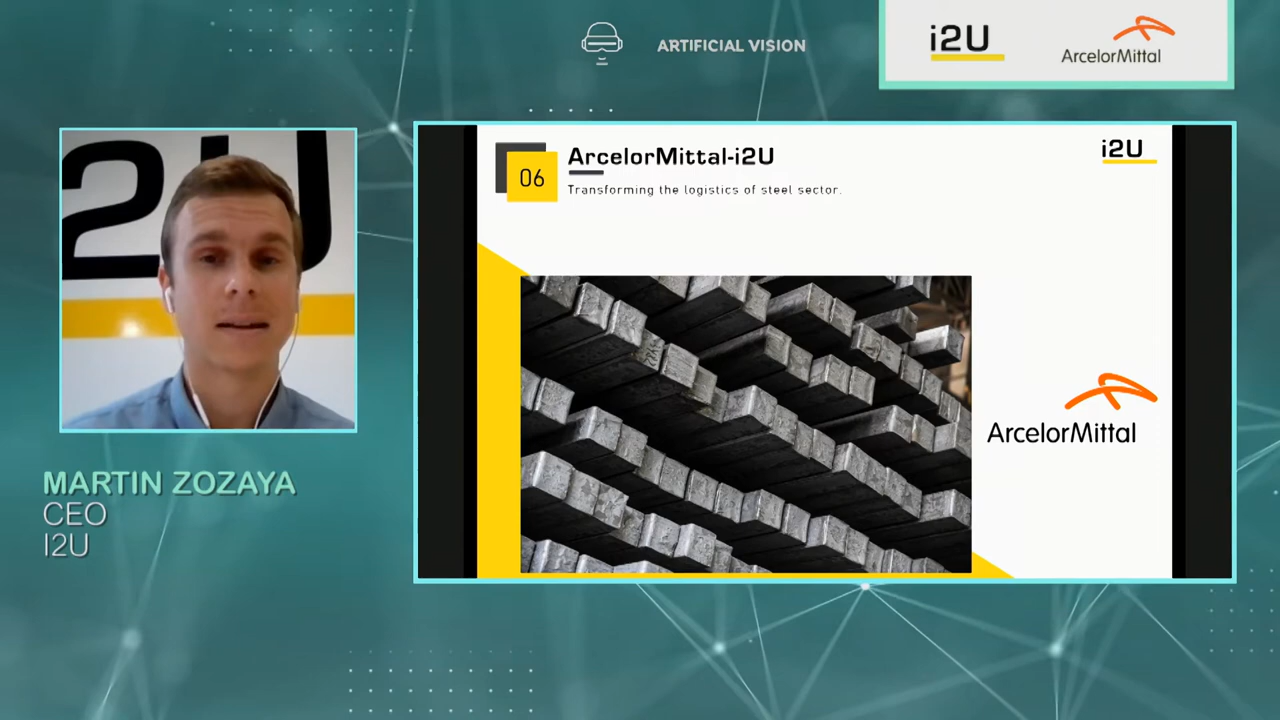 ARTIFICIAL VISION
i2U
ArcelorMittal
2U
MARTIN ZOZAYA
CEO
I2U
06
ArcelorMittal-i2U
Transforming the logistics of steel sector.
i2U
ArcelorMittal